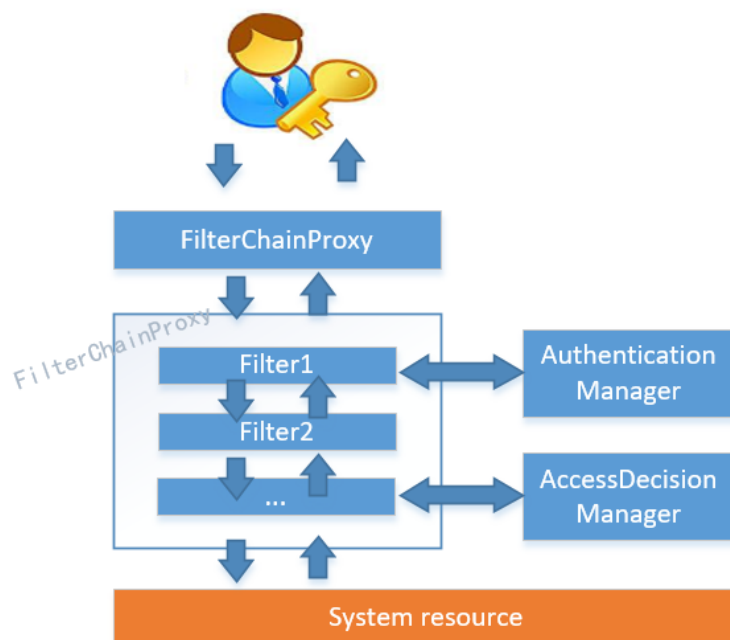 FilterChainProxy
FilterChainProxy
Filter1
Authentication
Manager
Filter2
...
AccessDecision
Manager
System resource